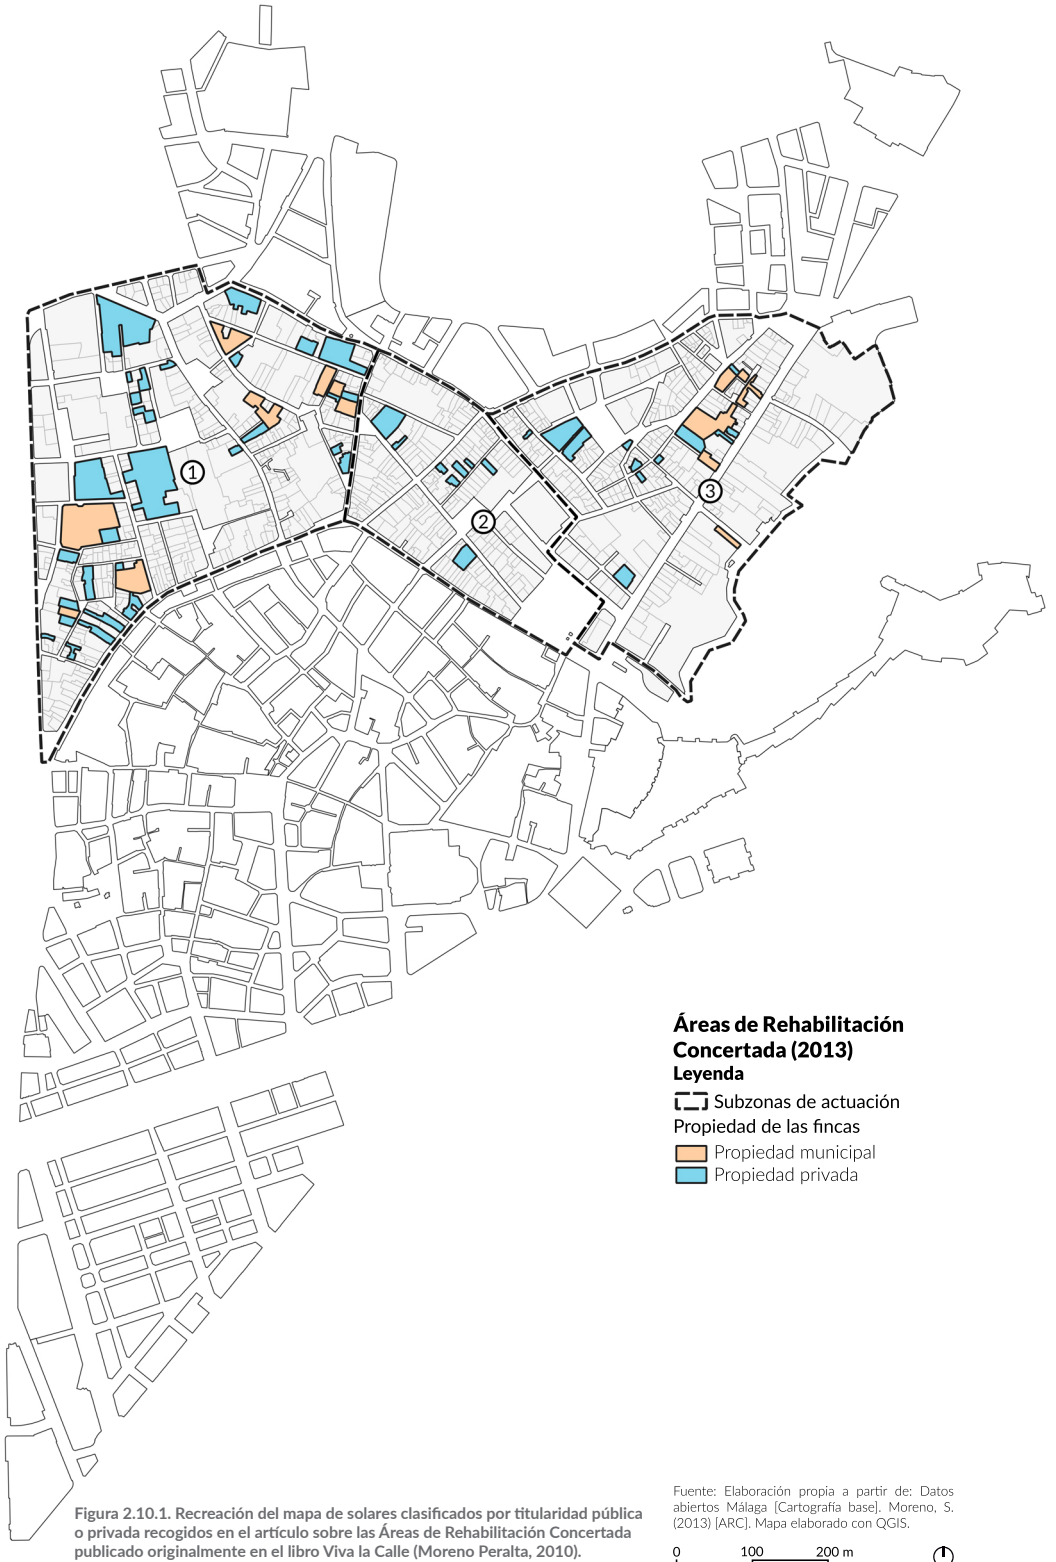 1
2
3
Áreas de Rehabilitación
Concertada (2013)
Leyenda
Subzonas de actuación
Propiedad de las fincas
Propiedad municipal
Propiedad privada
Figura 2.10.1. Recreación del mapa de solares clasificados por titularidad pública
o privada recogidos en el artículo sobre las Áreas de Rehabilitación Concertada
publicado originalmente en el libro Viva la Calle (Moreno Peralta, 2010).
Fuente: Elaboración propia a partir de: Datos
abiertos Málaga [Cartografía base]. Moreno, S.
(2013) [ARC]. Mapa elaborado con QGIS.
0 100 200 m